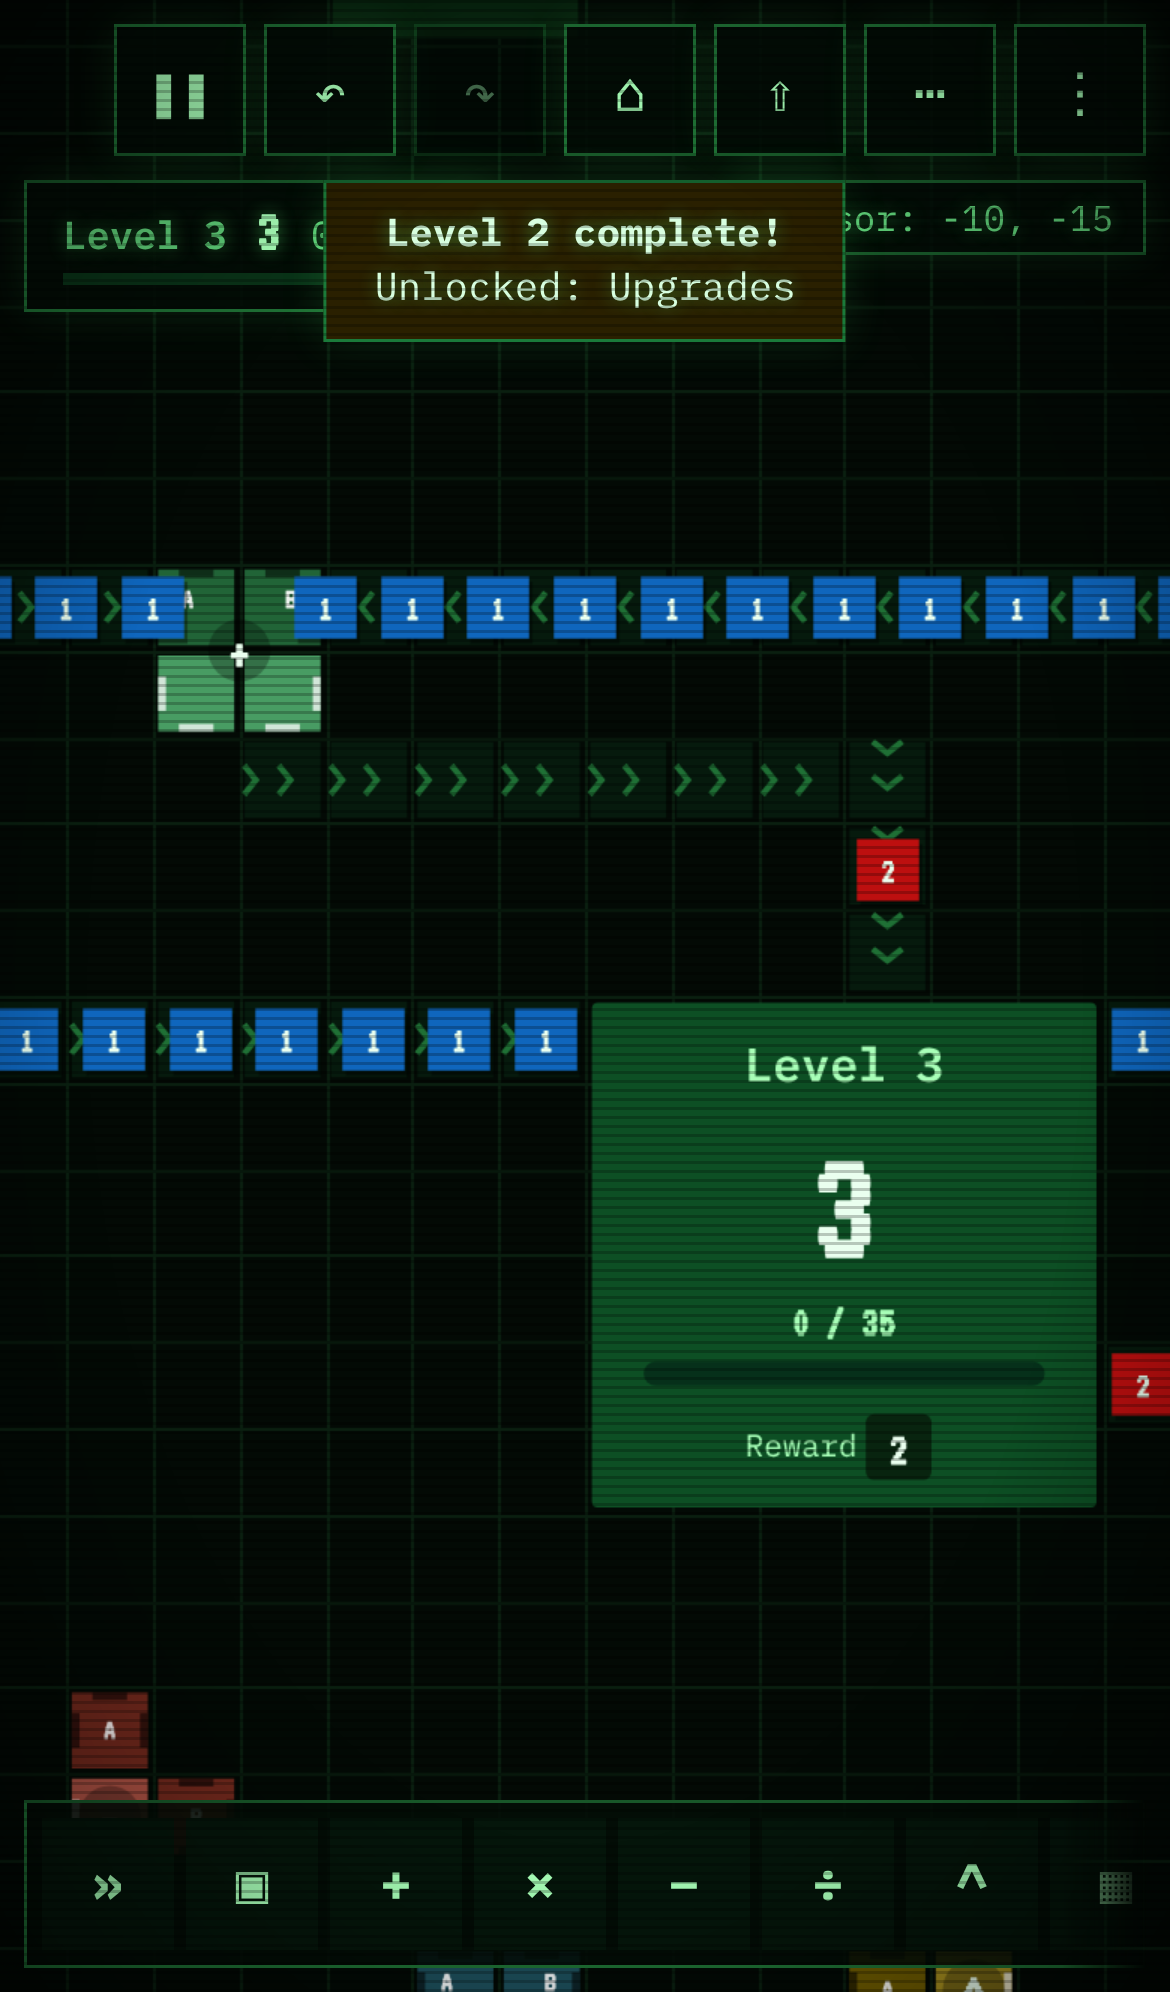 Level 3 3
Level 2 complete!
Unlocked: Upgrades
sor: -10, -15
1 1 A B 1 1 1 1 1 1 1 1 1 1
2
1 1 1 1 1 1 1 1
Level 3
3
0 / 35
2
Reward 2
A
B
» + × − ÷ ^
A B A